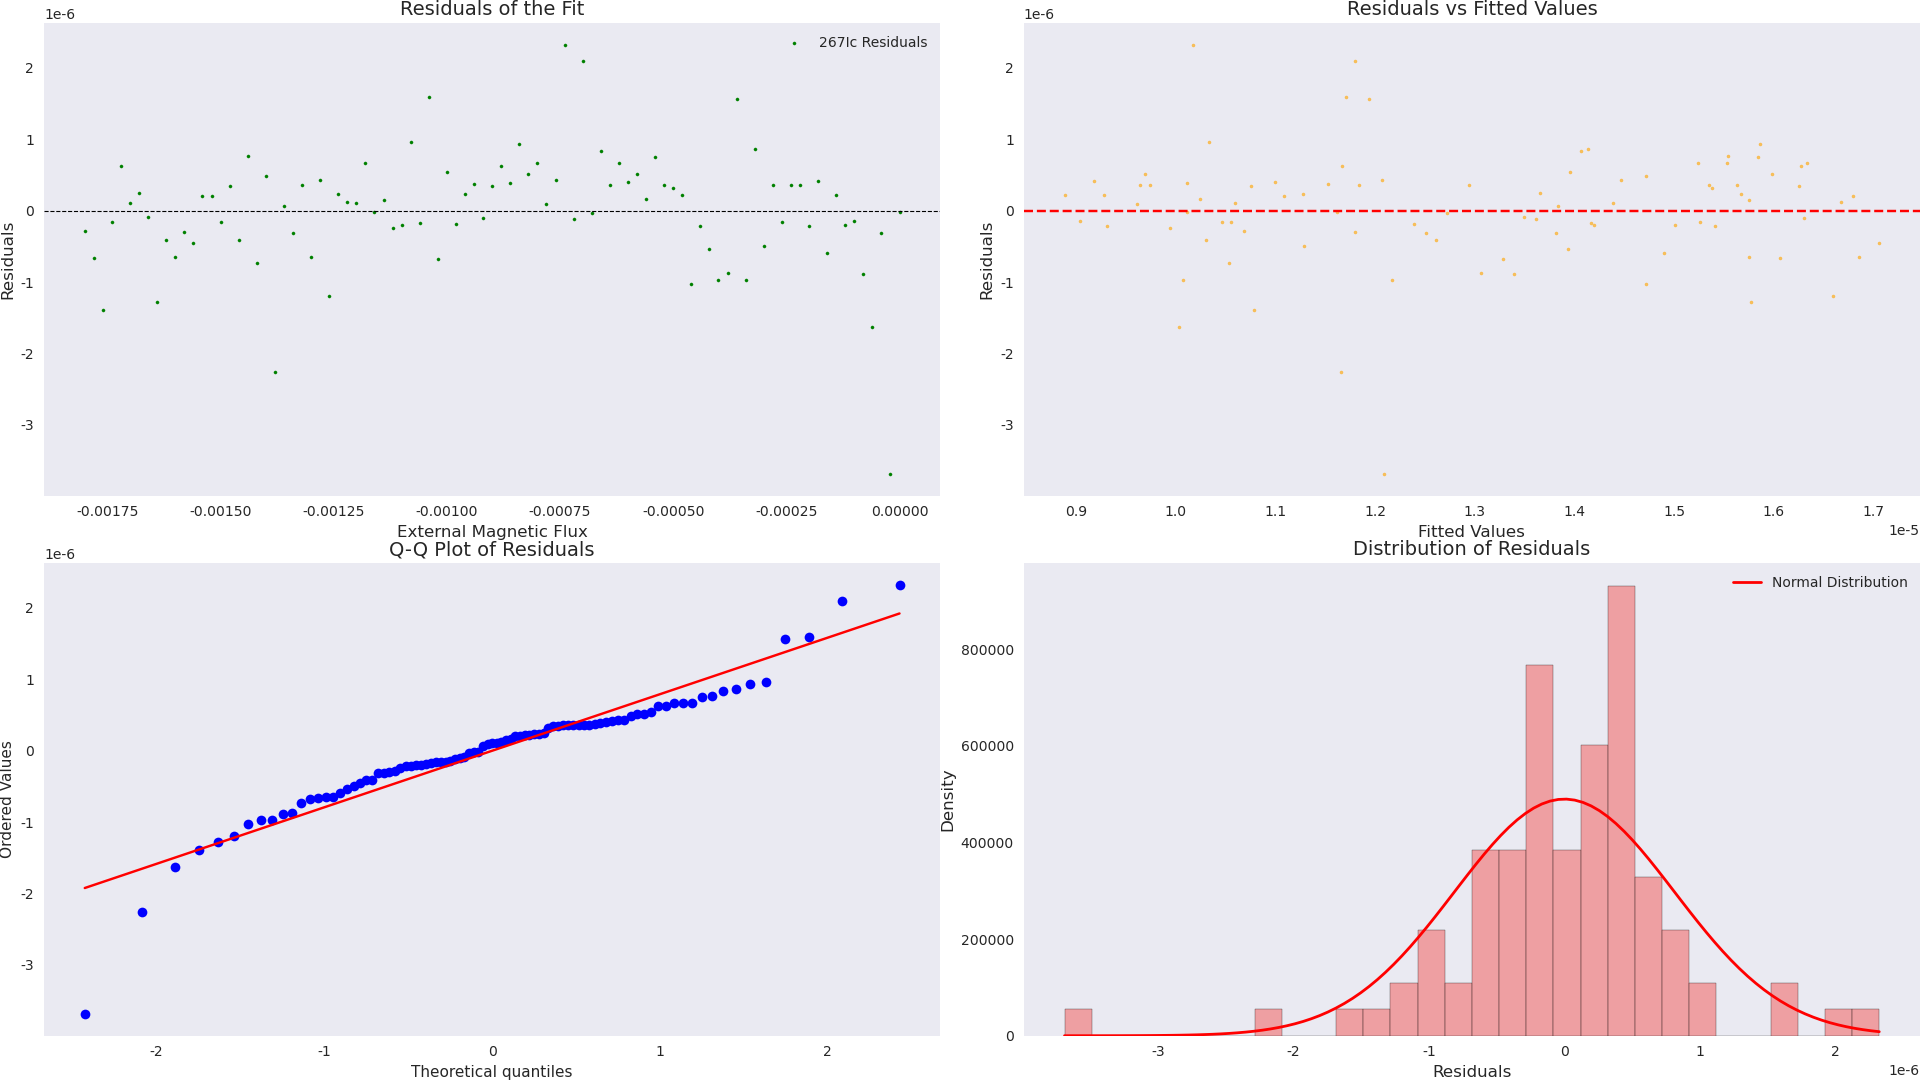 Residuals of the Fit
1e-6
267Ic Residuals
2
1
0
-1
-2
-3
Residuals
-0.00175 -0.00150 -0.00125 -0.00100 -0.00075 -0.00050 -0.00025 0.00000
External Magnetic Flux
Residuals vs Fitted Values
1e-6
2
1
0
-1
-2
-3
Residuals
0.9 1.0 1.1 1.2 1.3 1.4 1.5 1.6 1.7
1e-5
Fitted Values
Q-Q Plot of Residuals
1e-6
2
1
0
-1
-2
-3
Ordered Values
-2 -1 0 1 2
Theoretical quantiles
Distribution of Residuals
Normal Distribution
800000
600000
400000
200000
0
Density
-3 -2 -1 0 1 2
1e-6
Residuals